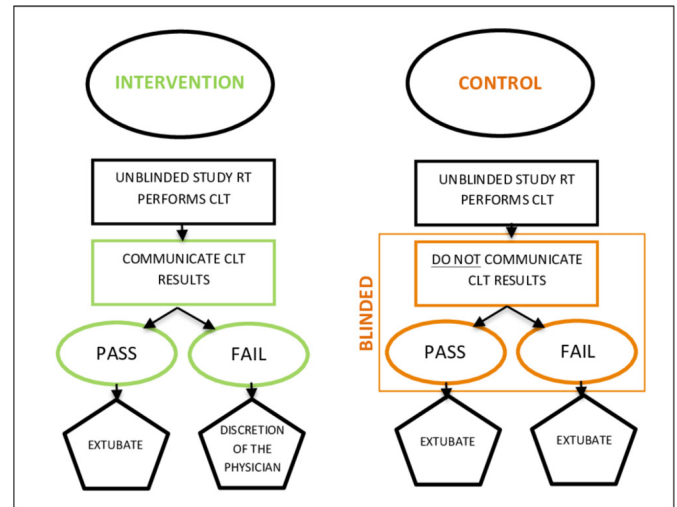 INTERVENTION
UNBLINDED STUDY RT
PERFORMS CLT
COMMUNICATE CLT
RESULTS
PASS
FAIL
EXTUBATE
DISCRETION
OF THE
PHYSICIAN
CONTROL
UNBLINDED STUDY RT
PERFORMS CLT
BLINDED
DO NOT COMMUNICATE
CLT RESULTS
PASS
FAIL
EXTUBATE
EXTUBATE